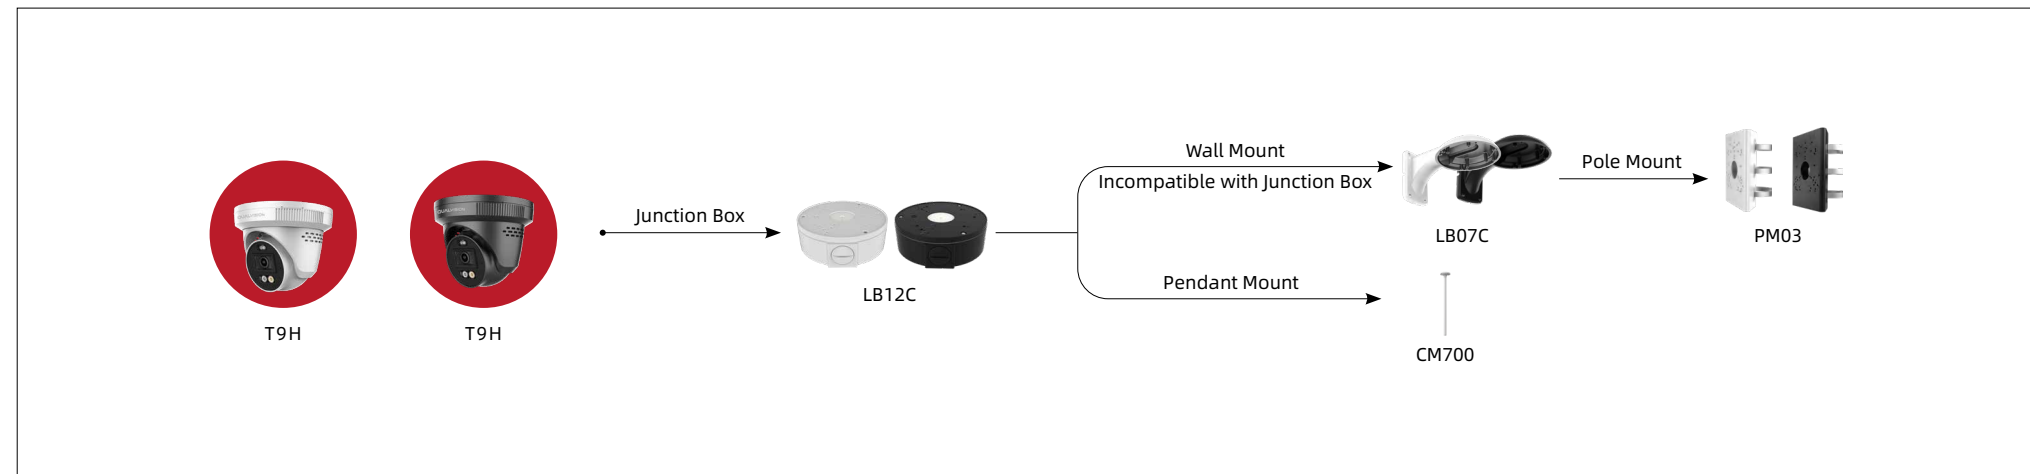 Wall Mount
Incompatible with Junction Box
Pole Mount
Junction Box
LB07C
PM03
Pendant Mount
LB12C
T9H
T9H
CM700